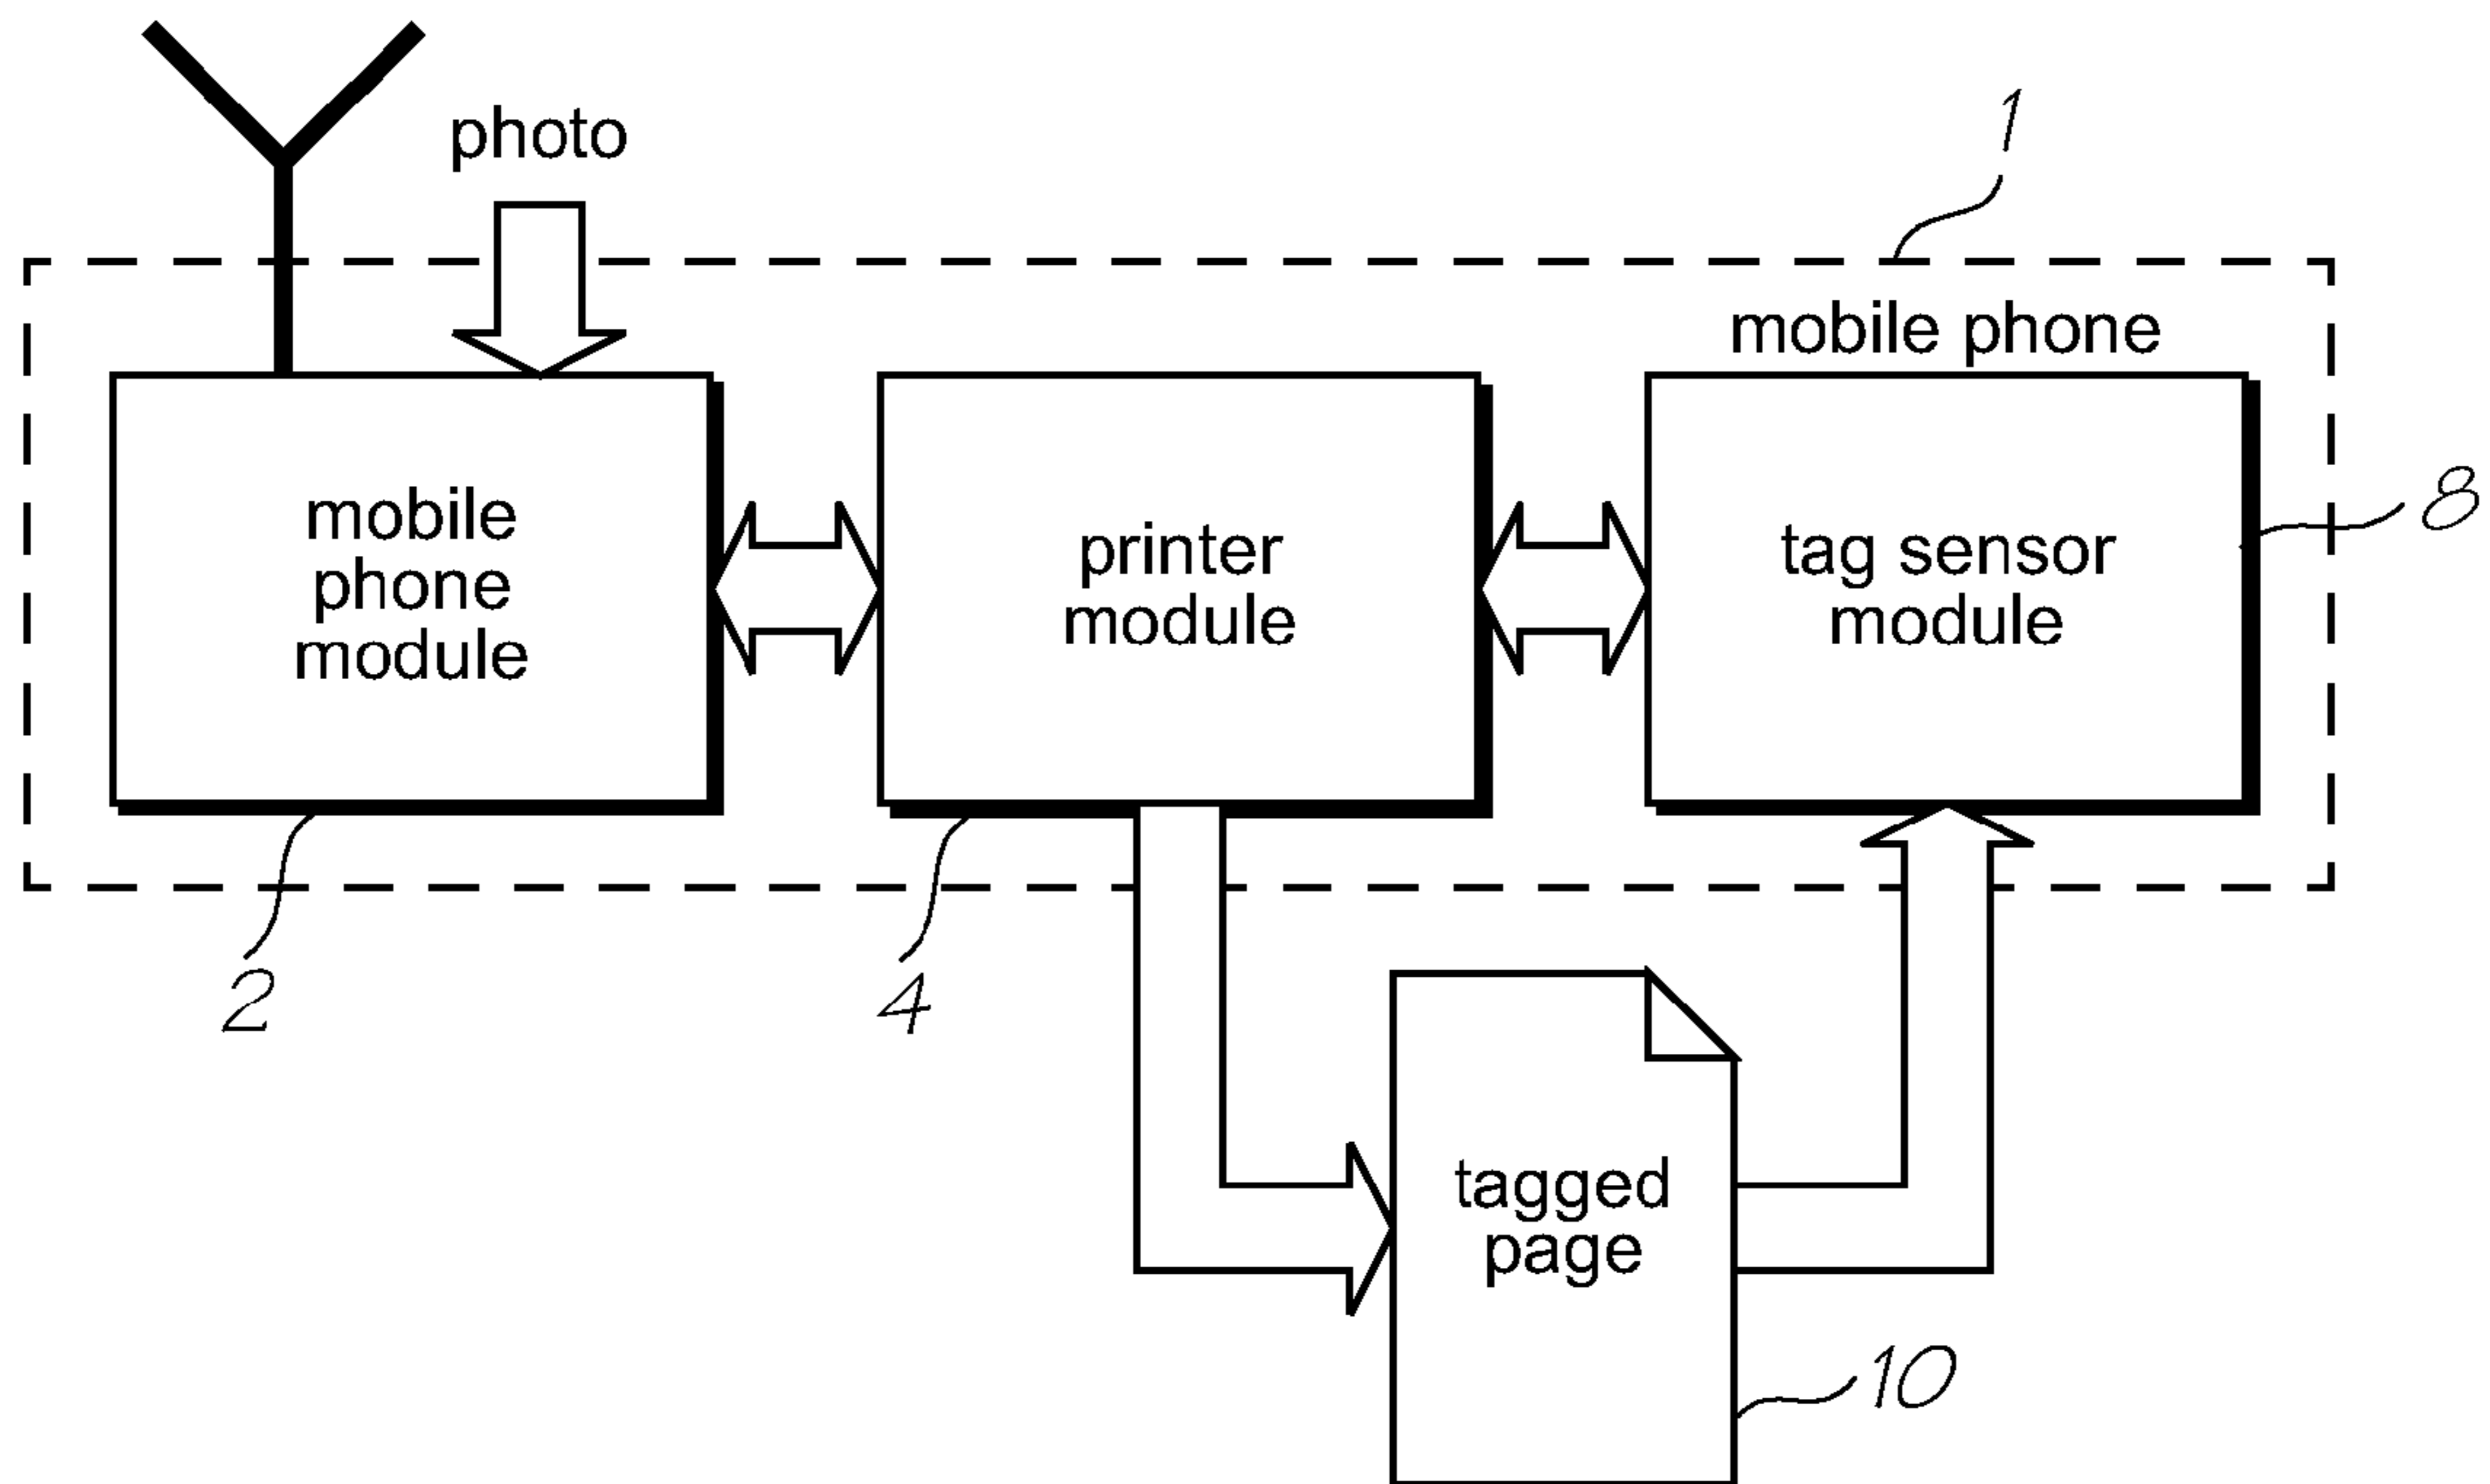 photo
1
mobile phone
mobile
phone
module
printer
module
tag sensor
module
8
2
4
tagged
page
10